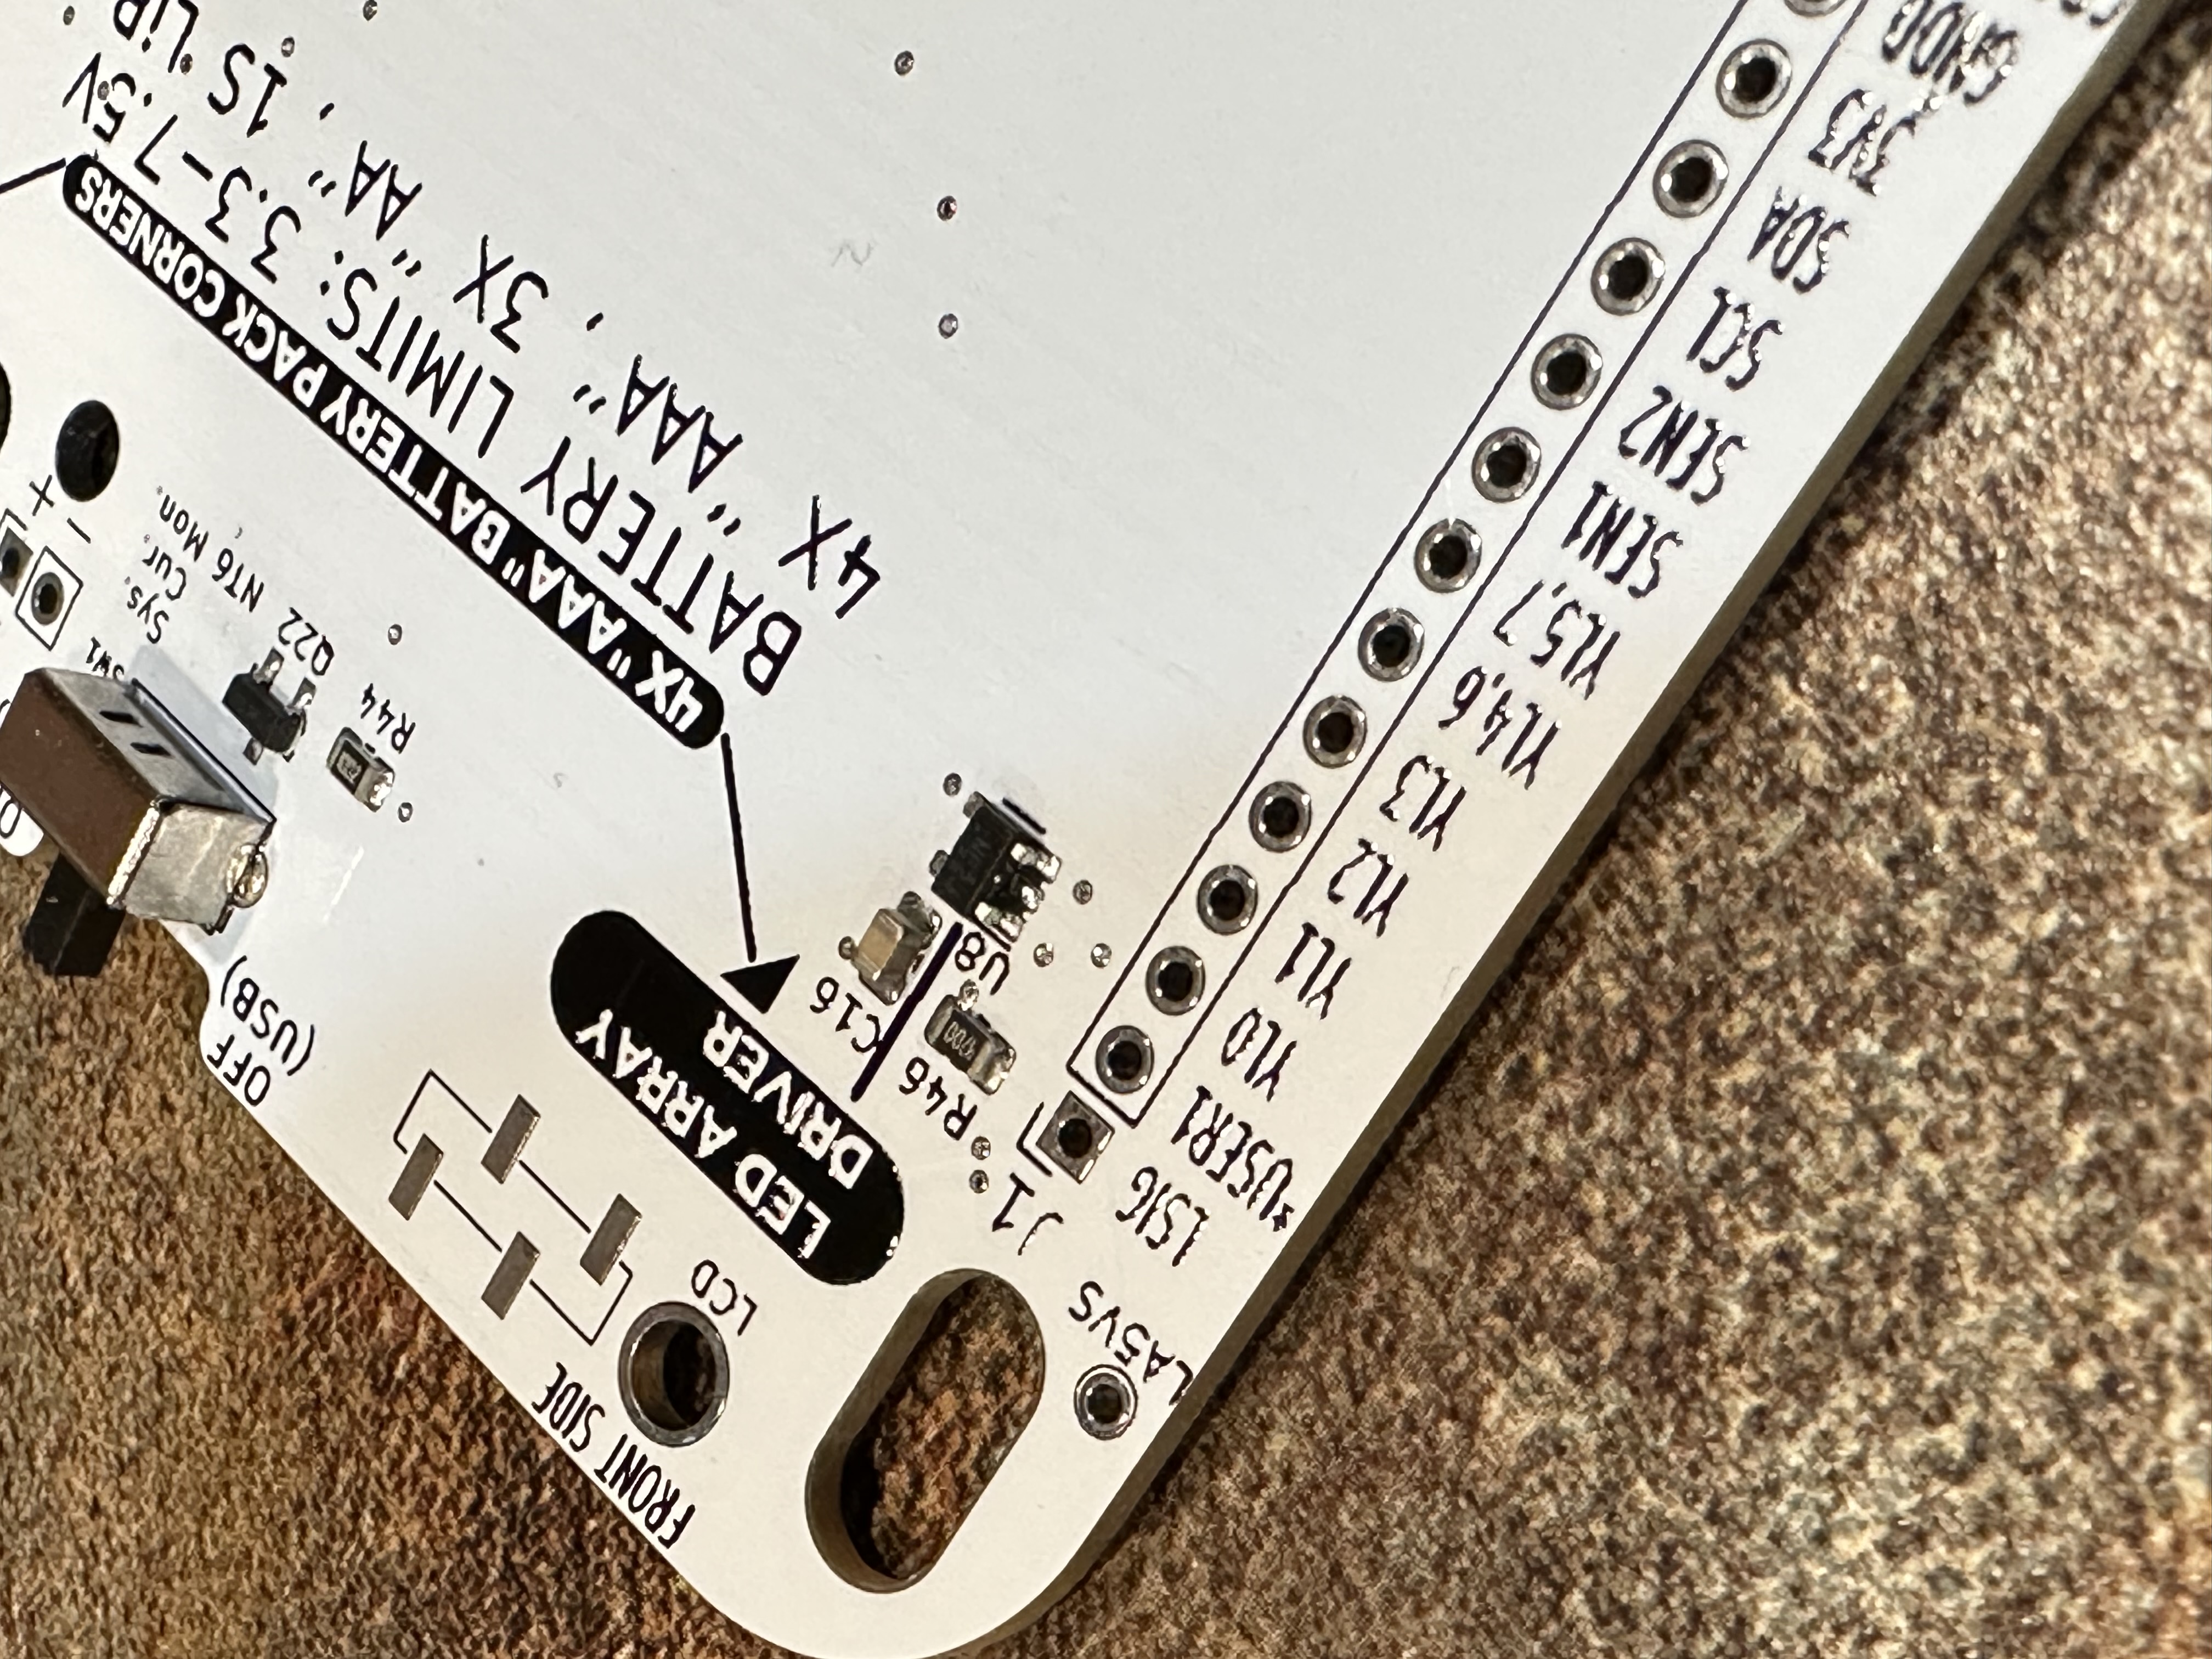 SW1
Sys.
Cur.
NT6 Mon.
OFF
(USB)
Q22
R44
4X "AAA" BATTERY PACK CORNERS
BATTERY LIMITS: 3.3-7.5V
4X "AAA", 3X "AA", 1S
FRONT SIDE
LCD
LED ARRAY
DRIVER
C16
R46
U8
J1
LA5VS
LSIG
*USER1
YL0
YL1
YL2
YL3
YL4,6
YL5,7
SEN1
SEN2
SCL
SDA
3V3
+
-